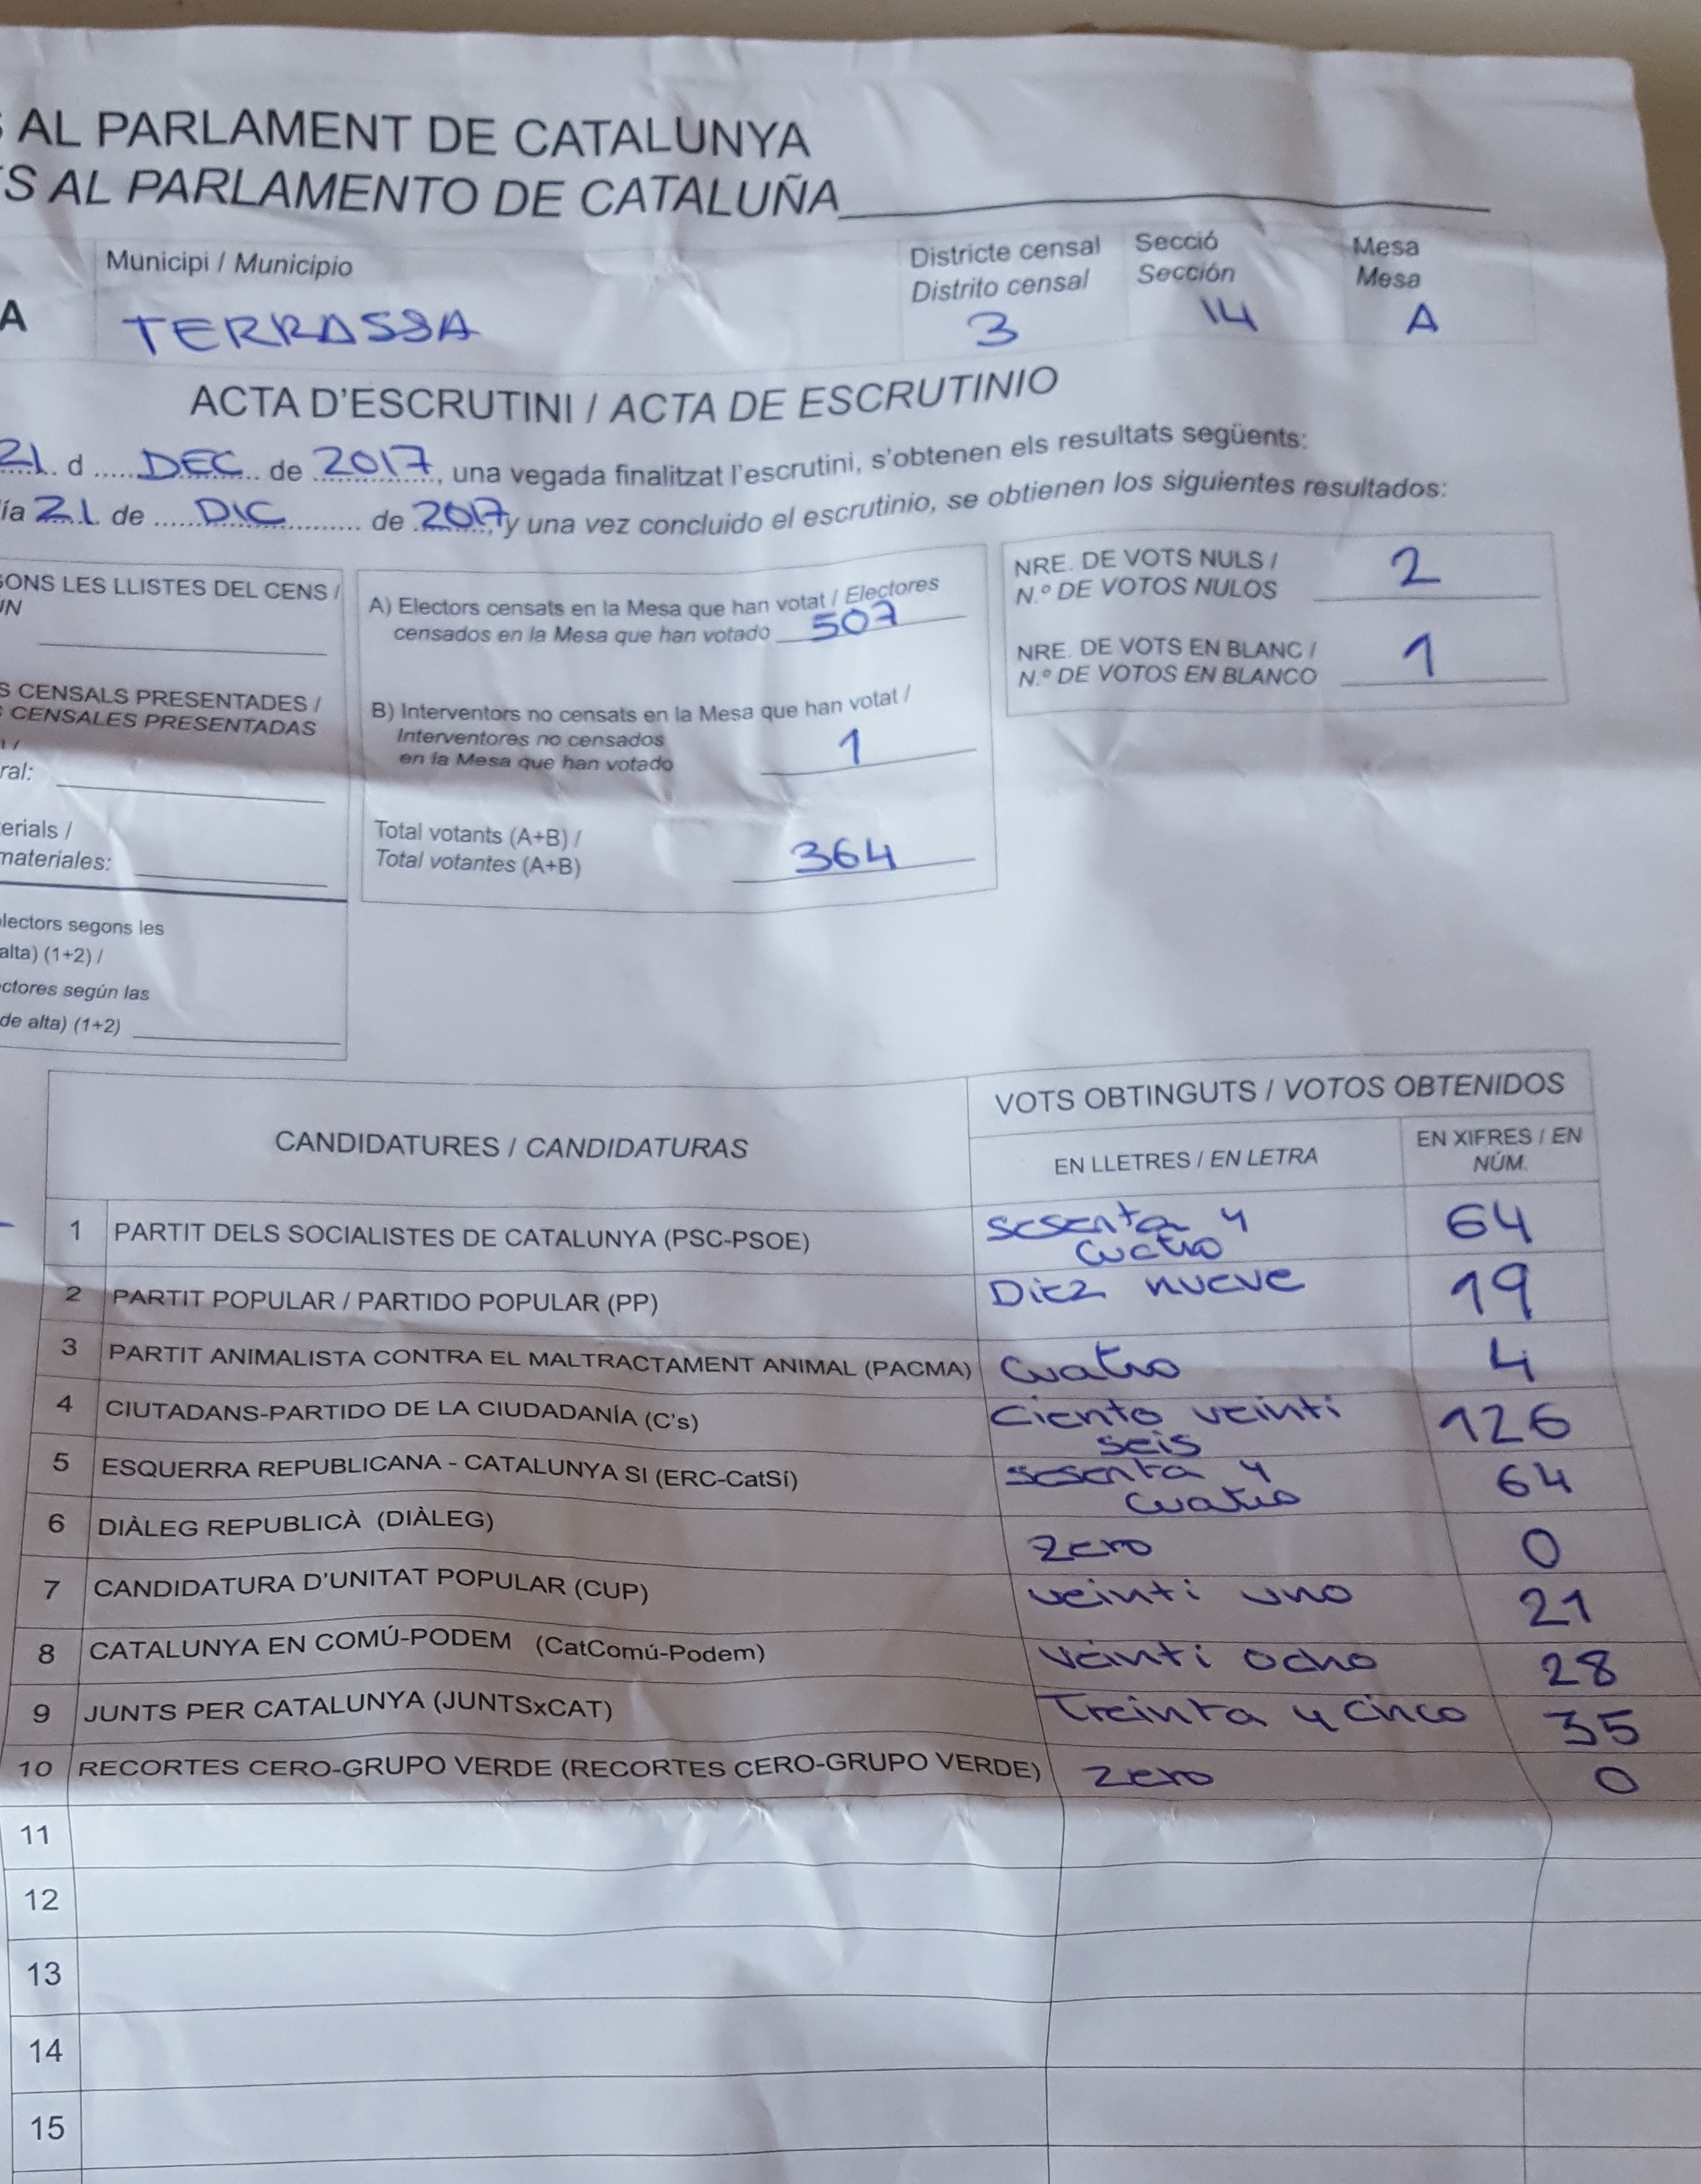 AL PARLAMENT DE CATALUNYA
S AL PARLAMENTO DE CATALUÑA
Municipi / Municipio
Districte censal
Distrito censal
Secció
Sección
Mesa
Mesa
A
TERRASSA
3
14
A
ACTA D'ESCRUTINI / ACTA DE ESCRUTINIO
21 d DEC de 2017, una vegada finalitzat l'escrutini, s'obtenen els resultats següents:
ía 21 de DIC de 2017 y una vez concluido el escrutinio, se obtienen los siguientes resultados:
GONS LES LLISTES DEL CENS /
S CENSALS PRESENTADES /
CENSALES PRESENTADAS
ral:
erials /
materiales:
lectors segons les
alta) (1+2) /
ctores según las
de alta) (1+2)
A) Electors censats en la Mesa que han votat / Electores
censados en la Mesa que han votado 507
B) Interventors no censats en la Mesa que han votat /
Interventores no censados
en la Mesa que han votado 1
Total votants (A+B) /
Total votantes (A+B) 364
NRE. DE VOTS NULS /
N.º DE VOTOS NULOS 2
NRE. DE VOTS EN BLANC /
N.º DE VOTOS EN BLANCO 1
CANDIDATURES / CANDIDATURAS
VOTS OBTINGUTS / VOTOS OBTENIDOS
EN LLETRES / EN LETRA
EN XIFRES / EN
NÚM.
1 PARTIT DELS SOCIALISTES DE CATALUNYA (PSC-PSOE) sesenta y cuatro 64
2 PARTIT POPULAR / PARTIDO POPULAR (PP) Diez nueve 19
3 PARTIT ANIMALISTA CONTRA EL MALTRACTAMENT ANIMAL (PACMA) Cuatro 4
4 CIUTADANS-PARTIDO DE LA CIUDADANÍA (C's) Ciento veinti seis 126
5 ESQUERRA REPUBLICANA - CATALUNYA SI (ERC-CatSí) sesenta y cuatro 64
6 DIÀLEG REPUBLICÀ (DIÀLEG) zero 0
7 CANDIDATURA D'UNITAT POPULAR (CUP) veinti uno 21
8 CATALUNYA EN COMÚ-PODEM (CatComú-Podem) veinti ocho 28
9 JUNTS PER CATALUNYA (JUNTSxCAT) Treinta y cinco 35
10 RECORTES CERO-GRUPO VERDE (RECORTES CERO-GRUPO VERDE) zero 0
11
12
13
14
15